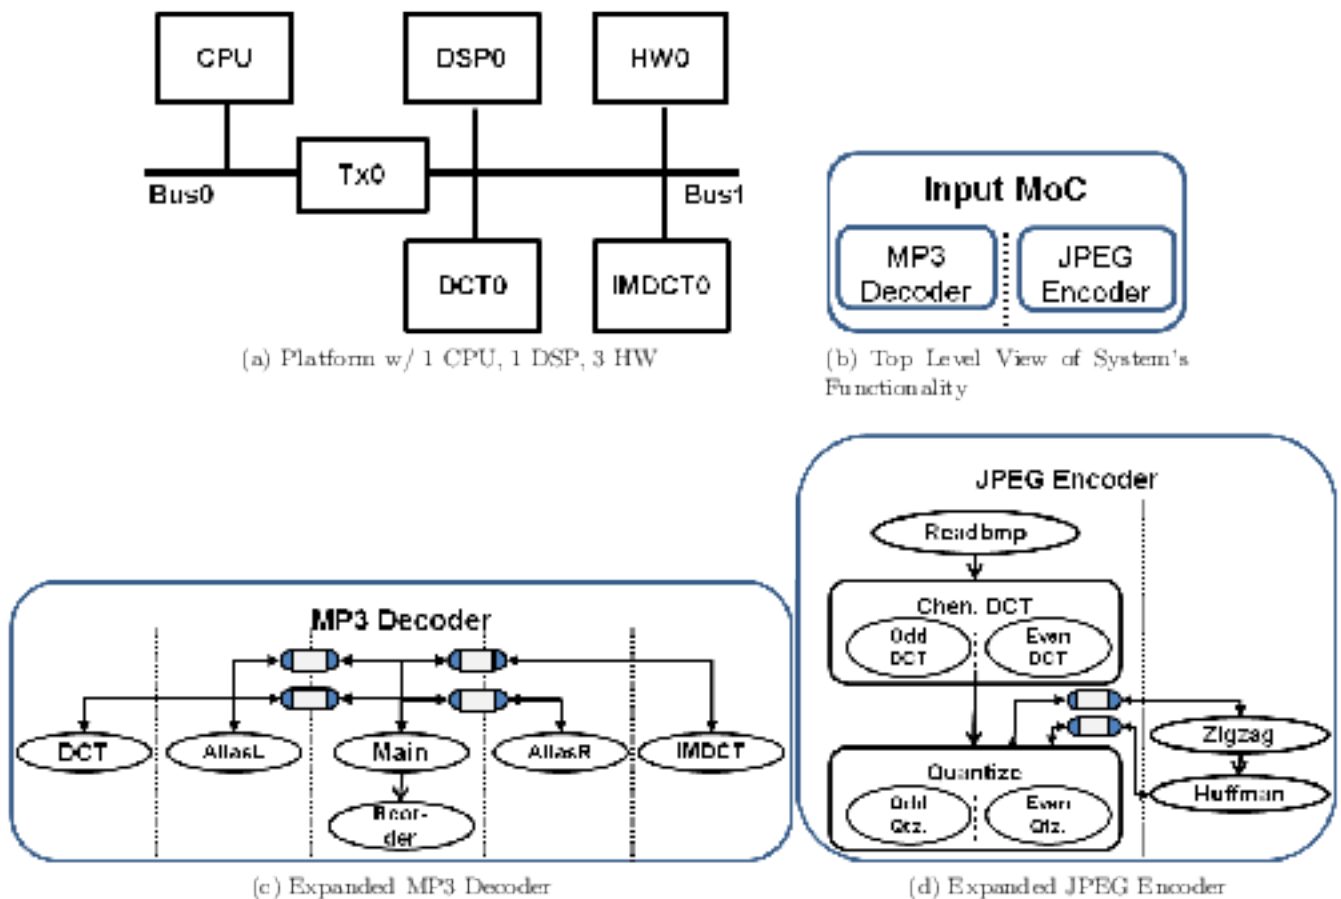 CPU
DSP0
HW0
Tx0
Bus0
Bus1
DCT0
IMDCT0
(a) Platform w/ 1 CPU, 1 DSP, 3 HW
Input MoC
MP3
Decoder
JPEG
Encoder
(b) Top Level View of System's
Functionality
MP3 Decoder
DCT
AliasL
Main
AliasR
IMDCT
Reor-
der
(c) Expanded MP3 Decoder
JPEG Encoder
Readbmp
Chen. DCT
Odd
DCT
Even
DCT
Quantize
Odd
Qtz.
Even
Qtz.
Zigzag
Huffman
(d) Expanded JPEG Encoder